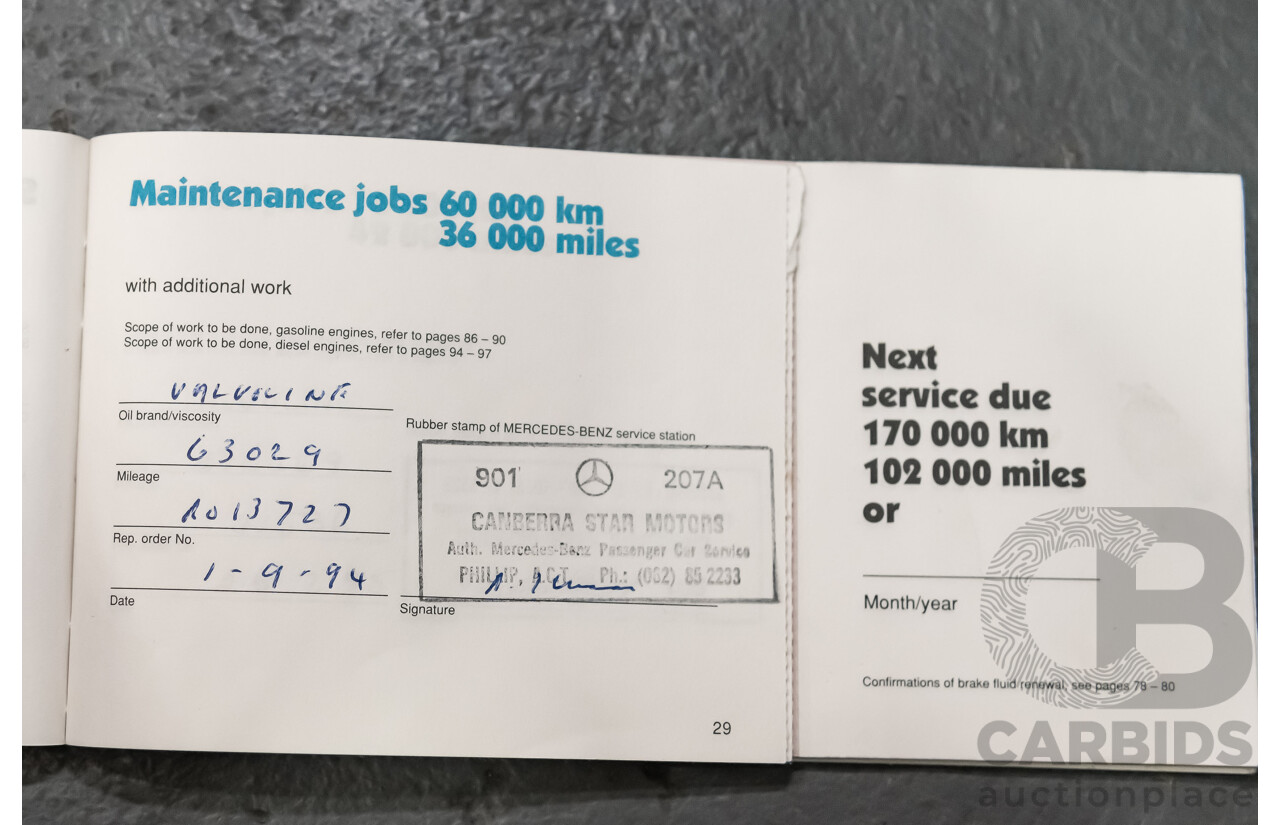 Maintenance jobs 60 000 km
36 000 miles
with additional work
Scope of work to be done, gasoline engines, refer to pages 86 – 90
Scope of work to be done, diesel engines, refer to pages 94 – 97
VALVOLINE
Oil brand/viscosity
63029
Mileage
1013727
Rep. order No.
1 - 9 - 94
Date
Rubber stamp of MERCEDES-BENZ service station
901 207A
CANBERRA STAR MOTORS
Auth. Mercedes-Benz Passenger Car Service
PHILLIP, A.C.T. Ph.: (062) 85 2233
Signature
29
Next
service due
170 000 km
102 000 miles
or
Month/year
Confirmations of brake fluid renewal, see pages 78 – 80
CB
CARBIDS
auctionplace